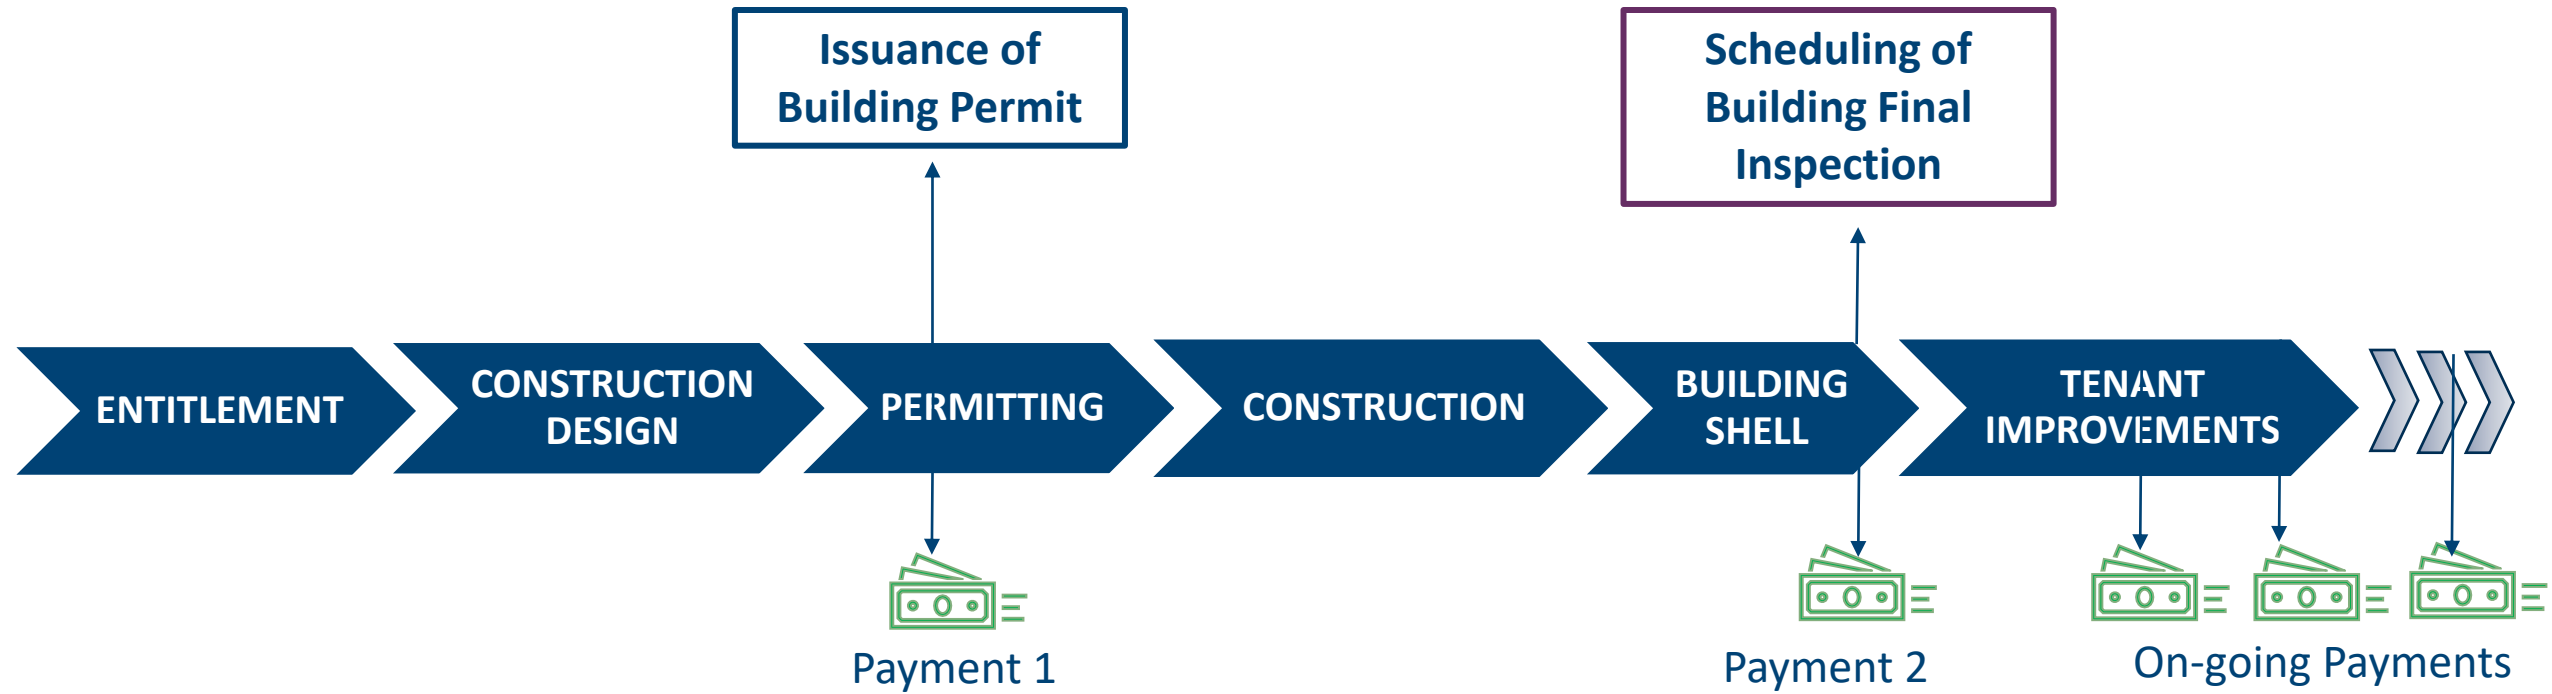 Issuance of
Building Permit
Scheduling of
Building Final
Inspection
ENTITLEMENT
CONSTRUCTION
DESIGN
PERMITTING
CONSTRUCTION
BUILDING
SHELL
TENANT
IMPROVEMENTS
Payment 1
Payment 2
On-going Payments